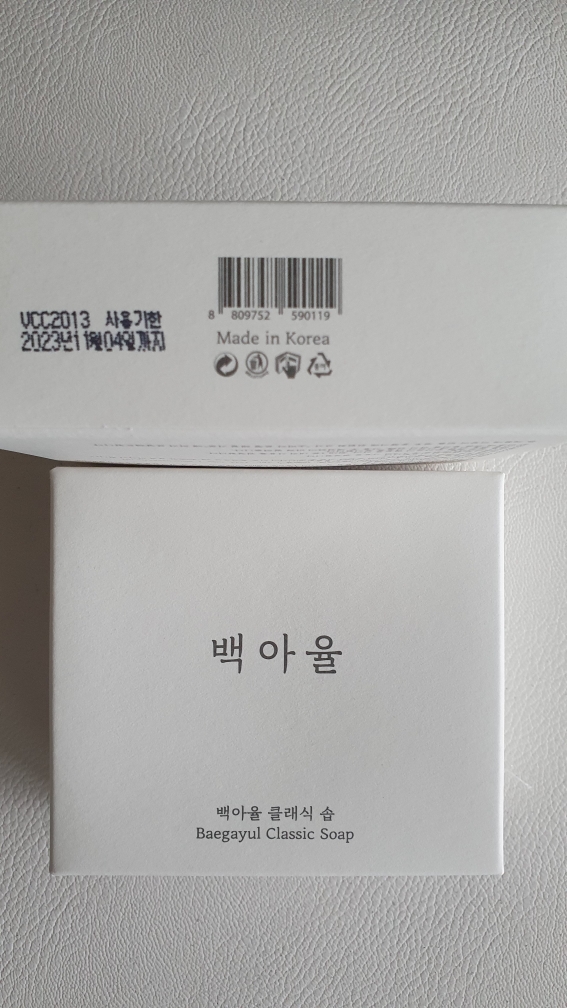 VCC2013 사용기한
2023년11월04일까지
8 809752 590119
Made in Korea
백아율
백아율 클래식 솝
Baegayul Classic Soap